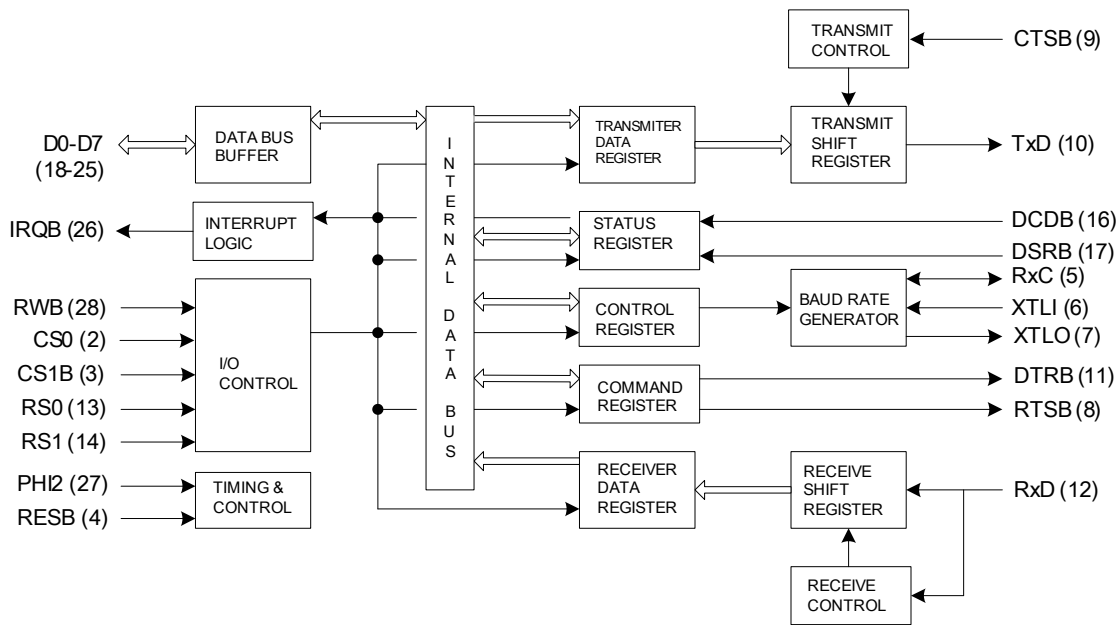 TRANSMIT
CONTROL
CTSB (9)
D0-D7
(18-25)
DATA BUS
BUFFER
INTERNAL DATA BUS
TRANSMITER
DATA
REGISTER
TRANSMIT
SHIFT
REGISTER
TxD (10)
IRQB (26)
INTERRUPT
LOGIC
STATUS
REGISTER
DCDB (16)
DSRB (17)
RWB (28)
CS0 (2)
CS1B (3)
RS0 (13)
RS1 (14)
I/O
CONTROL
CONTROL
REGISTER
BAUD RATE
GENERATOR
RxC (5)
XTLI (6)
XTLO (7)
COMMAND
REGISTER
DTRB (11)
RTSB (8)
PHI2 (27)
RESB (4)
TIMING &
CONTROL
RECEIVER
DATA
REGISTER
RECEIVE
SHIFT
REGISTER
RxD (12)
RECEIVE
CONTROL